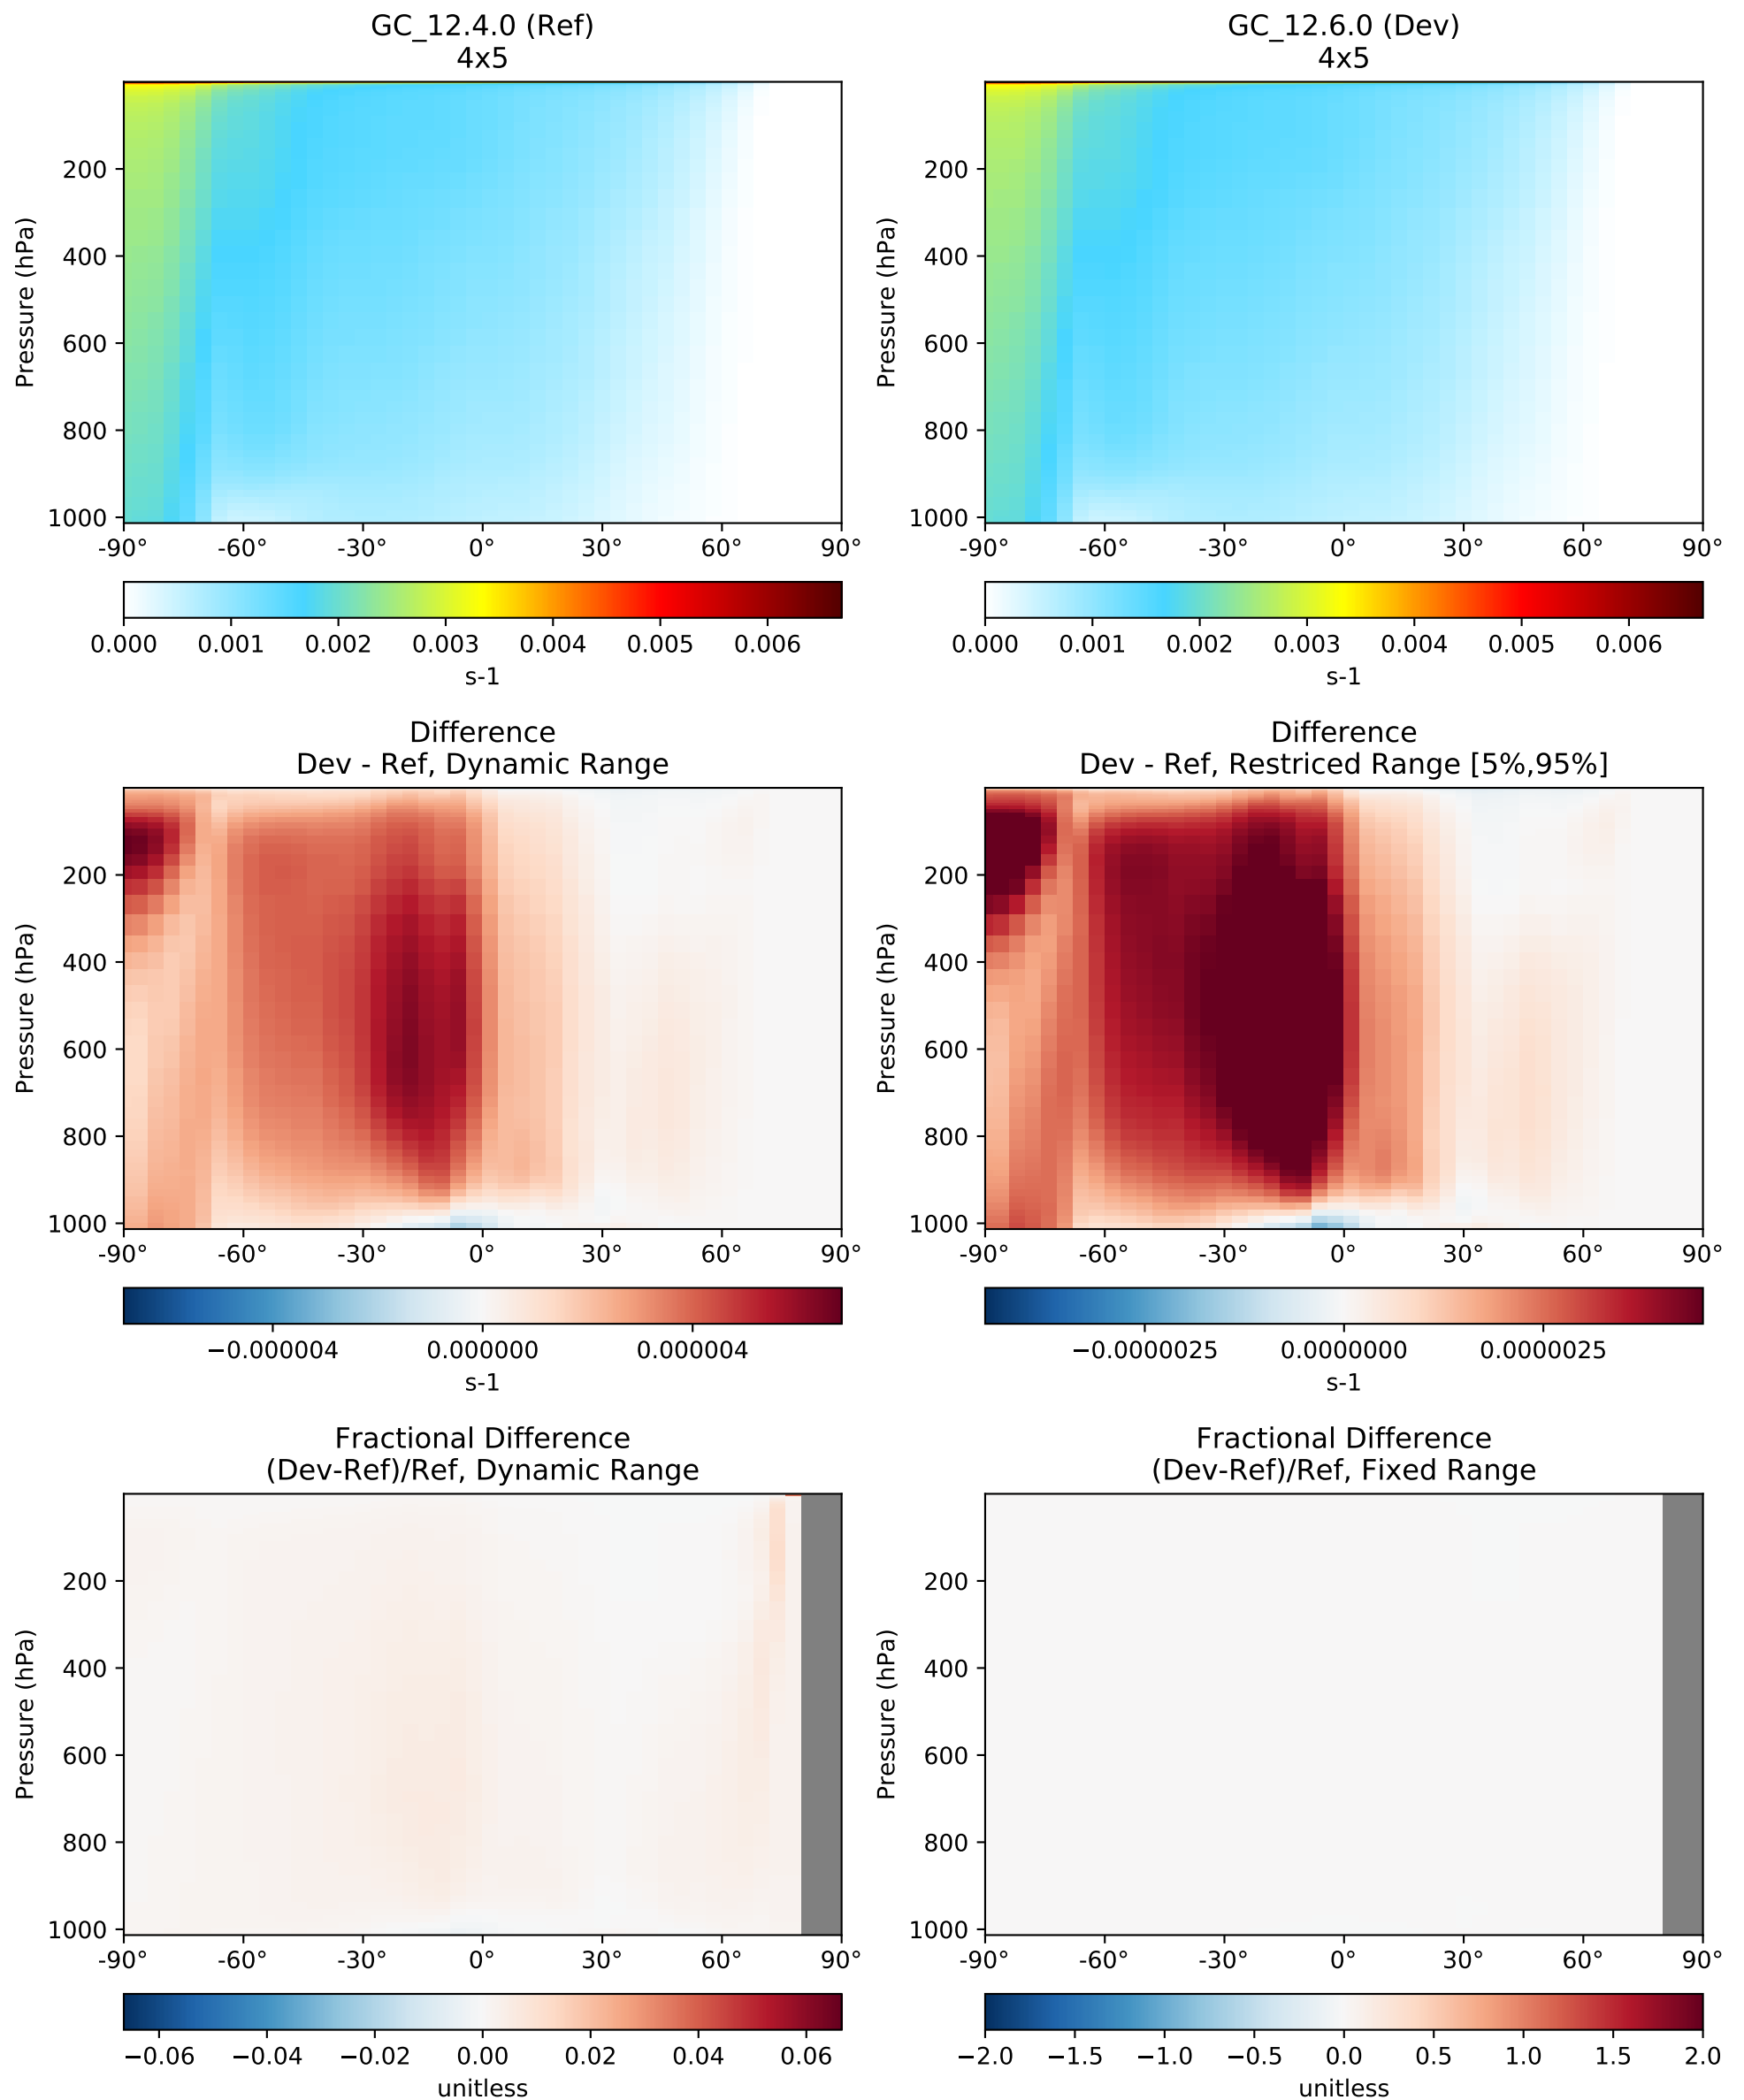 GC_12.4.0 (Ref)
4x5
Pressure (hPa)
200
400
600
800
1000
-90° -60° -30° 0° 30° 60° 90°
0.000 0.001 0.002 0.003 0.004 0.005 0.006
s-1
GC_12.6.0 (Dev)
4x5
Pressure (hPa)
200
400
600
800
1000
-90° -60° -30° 0° 30° 60° 90°
0.000 0.001 0.002 0.003 0.004 0.005 0.006
s-1
Difference
Dev - Ref, Dynamic Range
Pressure (hPa)
200
400
600
800
1000
-90° -60° -30° 0° 30° 60° 90°
−0.000004 0.000000 0.000004
s-1
Difference
Dev - Ref, Restriced Range [5%,95%]
Pressure (hPa)
200
400
600
800
1000
-90° -60° -30° 0° 30° 60° 90°
−0.0000025 0.0000000 0.0000025
s-1
Fractional Difference
(Dev-Ref)/Ref, Dynamic Range
Pressure (hPa)
200
400
600
800
1000
-90° -60° -30° 0° 30° 60° 90°
−0.06 −0.04 −0.02 0.00 0.02 0.04 0.06
unitless
Fractional Difference
(Dev-Ref)/Ref, Fixed Range
Pressure (hPa)
200
400
600
800
1000
-90° -60° -30° 0° 30° 60° 90°
−2.0 −1.5 −1.0 −0.5 0.0 0.5 1.0 1.5 2.0
unitless